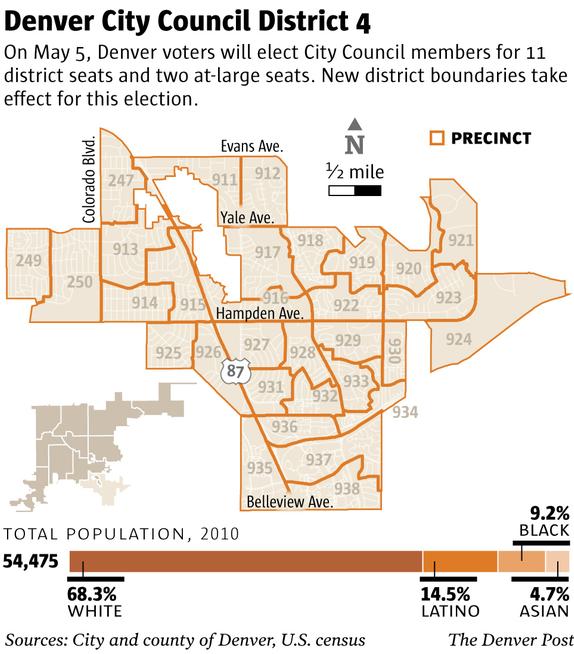 Denver City Council District 4
On May 5, Denver voters will elect City Council members for 11
district seats and two at-large seats. New district boundaries take
effect for this election.
Evans Ave.
N
PRECINCT
½ mile
Colorado Blvd.
247
911
912
Yale Ave.
249
250
913
917
918
919
920
921
914
915
916
922
923
Hampden Ave.
924
925
926
927
928
929
930
87
931
932
933
934
936
935
937
938
Belleview Ave.
TOTAL POPULATION, 2010
9.2%
BLACK
54,475
68.3%
WHITE
14.5%
LATINO
4.7%
ASIAN
Sources: City and county of Denver, U.S. census
The Denver Post